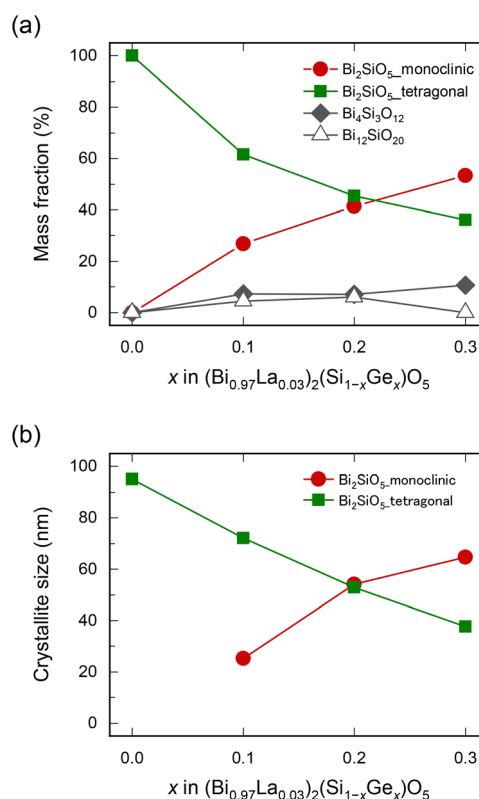 (a)
Bi₂SiO₅_monoclinic
Bi₂SiO₅_tetragonal
Bi₄Si₃O₁₂
Bi₁₂SiO₂₀
Mass fraction (%)
100
80
60
40
20
0
0.0 0.1 0.2 0.3
x in (Bi₀.₉₇La₀.₀₃)₂(Si₁₋ₓGeₓ)O₅
(b)
Bi₂SiO₅_monoclinic
Bi₂SiO₅_tetragonal
Crystallite size (nm)
100
80
60
40
20
0
0.0 0.1 0.2 0.3
x in (Bi₀.₉₇La₀.₀₃)₂(Si₁₋ₓGeₓ)O₅